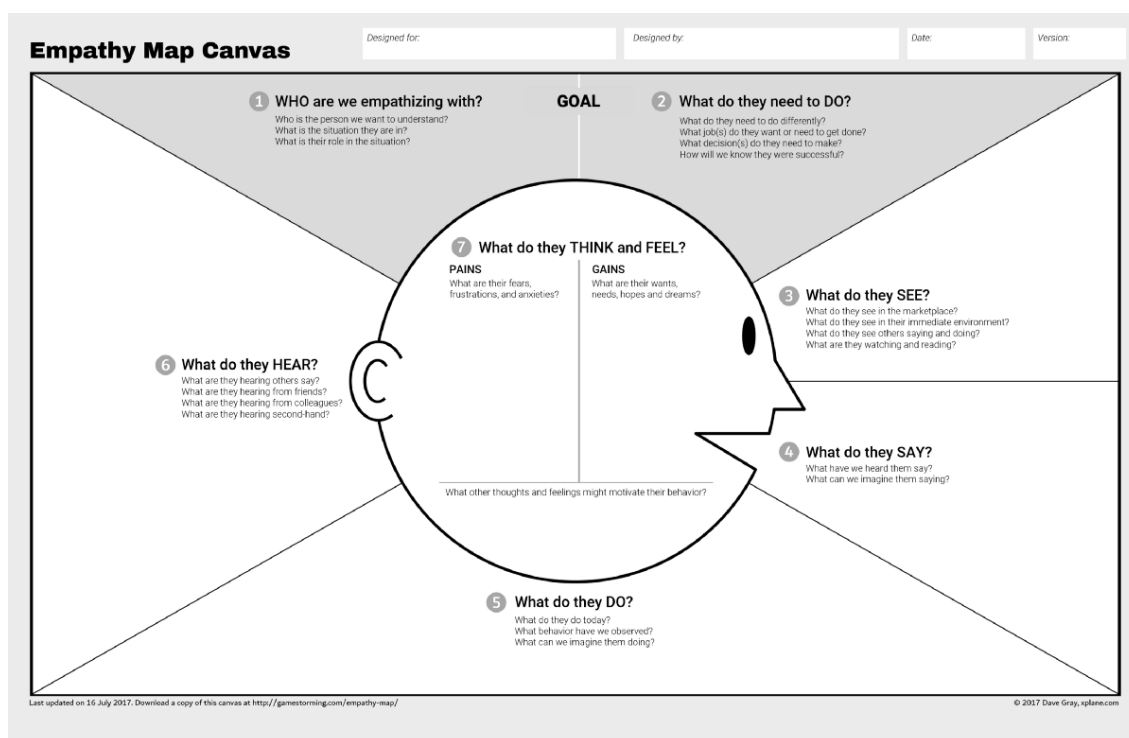 Empathy Map Canvas
Designed for:
Designed by:
Date:
Version:
1 WHO are we empathizing with?
Who is the person we want to understand?
What is the situation they are in?
What is their role in the situation?
GOAL
2 What do they need to DO?
What do they need to do differently?
What job(s) do they want or need to get done?
What decision(s) do they need to make?
How will we know they were successful?
3 What do they SEE?
What do they see in the marketplace?
What do they see in their immediate environment?
What do they see others saying and doing?
What are they watching and reading?
4 What do they SAY?
What have we heard them say?
What can we imagine them saying?
5 What do they DO?
What do they do today?
What behavior have we observed?
What can we imagine them doing?
6 What do they HEAR?
What are they hearing others say?
What are they hearing from friends?
What are they hearing from colleagues?
What are they hearing second-hand?
7 What do they THINK and FEEL?
PAINS
What are their fears,
frustrations, and anxieties?
GAINS
What are their wants,
needs, hopes and dreams?
What other thoughts and feelings might motivate their behavior?
Last updated on 16 July 2017. Download a copy of this canvas at http://gamestorming.com/empathy-map/
© 2017 Dave Gray, xplane.com